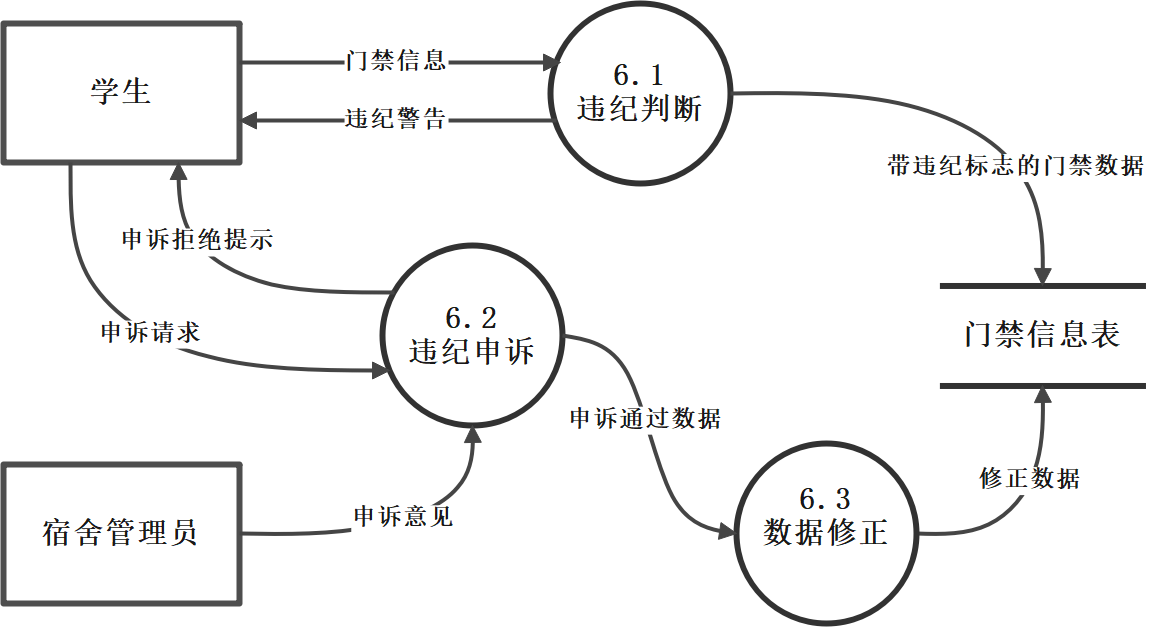 学生
门禁信息
违纪警告
6.1
违纪判断
带违纪标志的门禁数据
申诉拒绝提示
申诉请求
6.2
违纪申诉
门禁信息表
申诉通过数据
宿舍管理员
申诉意见
6.3
数据修正
修正数据